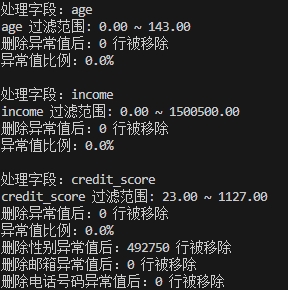 处理字段: age
age 过滤范围: 0.00 ~ 143.00
删除异常值后: 0 行被移除
异常值比例: 0.0%
处理字段: income
income 过滤范围: 0.00 ~ 1500500.00
删除异常值后: 0 行被移除
异常值比例: 0.0%
处理字段: credit_score
credit_score 过滤范围: 23.00 ~ 1127.00
删除异常值后: 0 行被移除
异常值比例: 0.0%
删除性别异常值后: 492750 行被移除
删除邮箱异常值后: 0 行被移除
删除电话号码异常值后: 0 行被移除